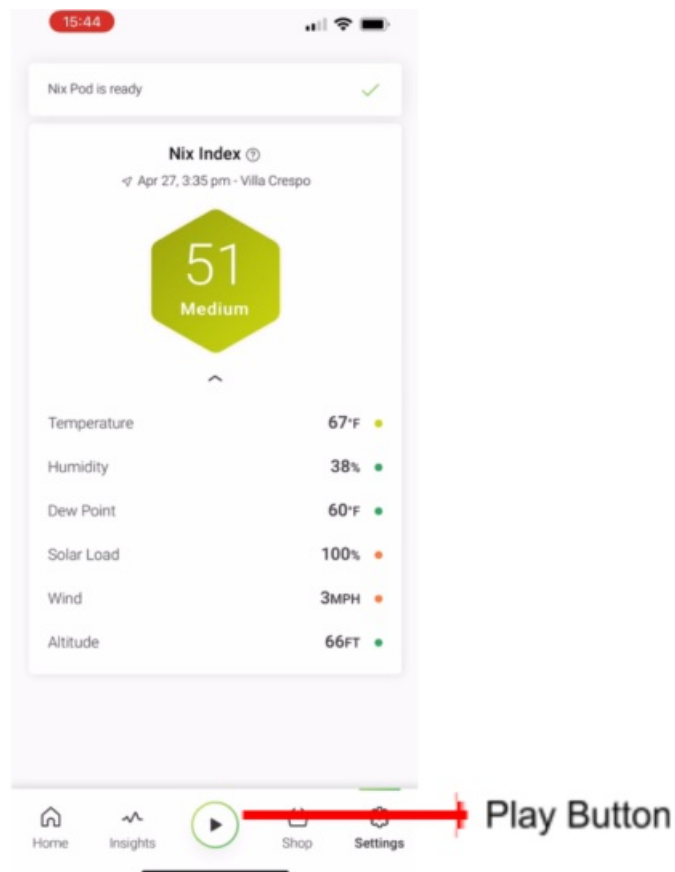 15:44
Nix Pod is ready
Nix Index ?
Apr 27, 3:35 pm - Villa Crespo
51
Medium
Temperature 67°F
Humidity 38%
Dew Point 60°F
Solar Load 100%
Wind 3MPH
Altitude 66FT
Home Insights Shop Settings
Play Button